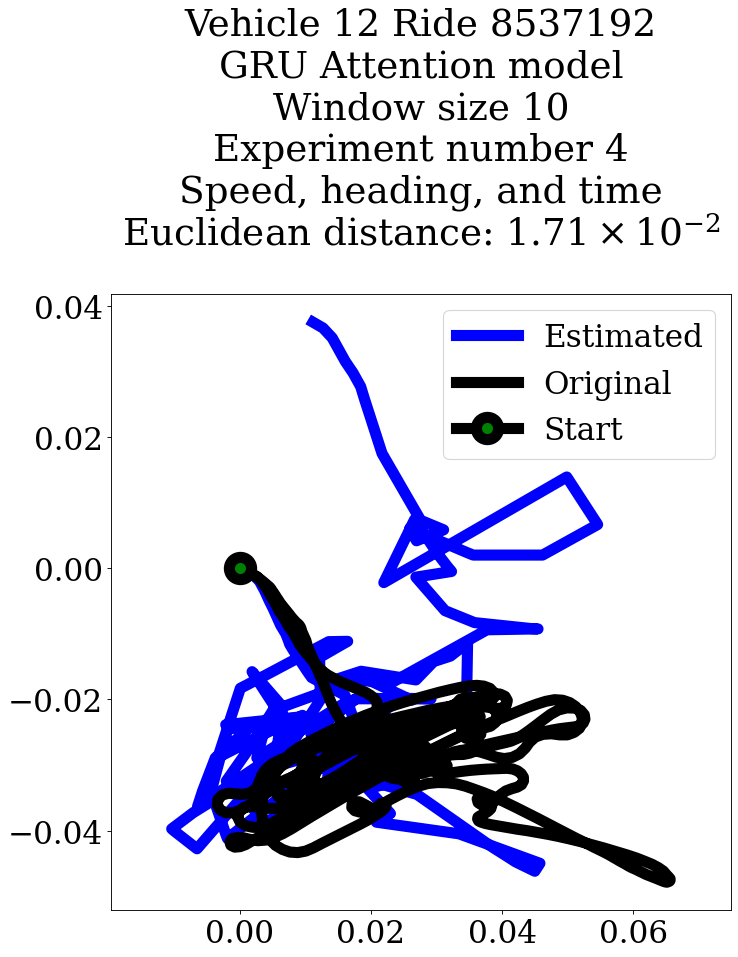 Vehicle 12 Ride 8537192
GRU Attention model
Window size 10
Experiment number 4
Speed, heading, and time
Euclidean distance: 1.71 × 10⁻²
0.04
0.02
0.00
−0.02
−0.04
Estimated
Original
Start
0.00 0.02 0.04 0.06